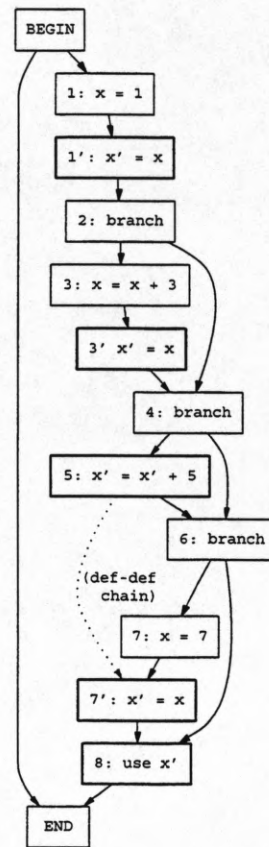 BEGIN
1: x = 1
1': x' = x
2: branch
3: x = x + 3
3' x' = x
4: branch
5: x' = x' + 5
6: branch
(def-def
chain)
7: x = 7
7': x' = x
8: use x'
END